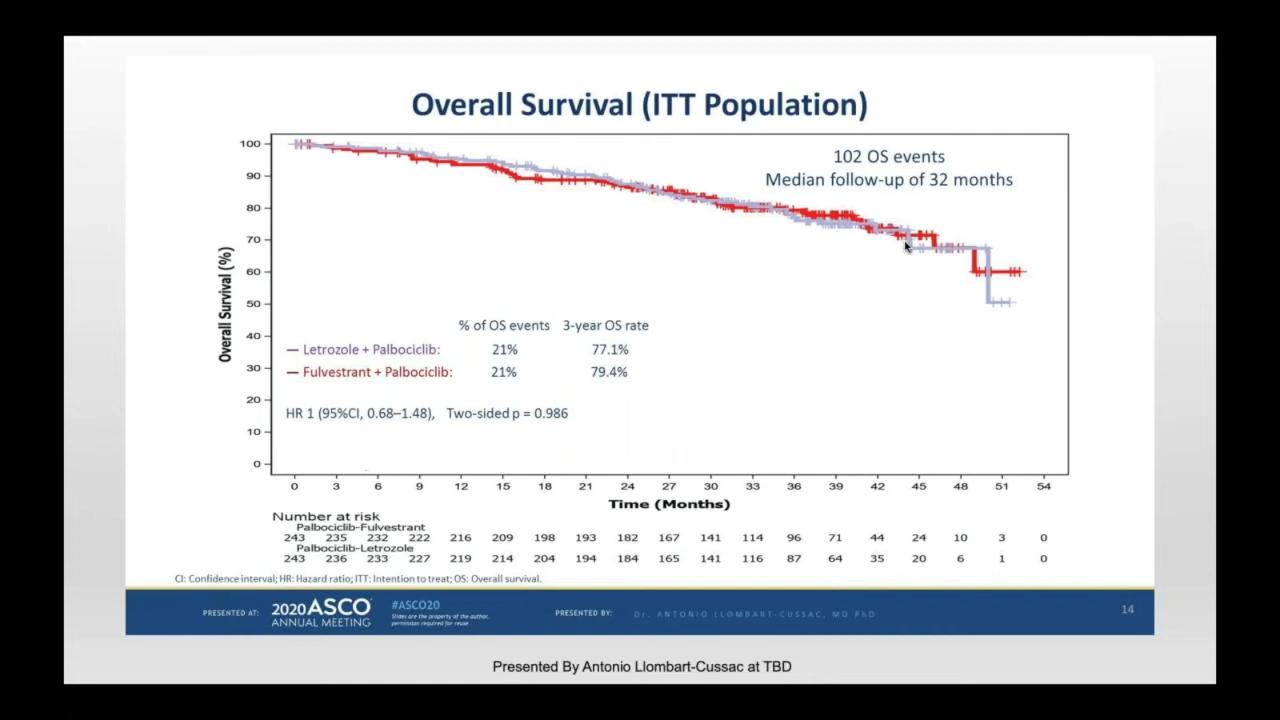 Overall Survival (ITT Population)
102 OS events
Median follow-up of 32 months
100
90
80
70
60
50
40
30
20
10
0
Overall Survival (%)
% of OS events 3-year OS rate
— Letrozole + Palbociclib: 21% 77.1%
— Fulvestrant + Palbociclib: 21% 79.4%
HR 1 (95%CI, 0.68–1.48), Two-sided p = 0.986
0 3 6 9 12 15 18 21 24 27 30 33 36 39 42 45 48 51 54
Time (Months)
Number at risk
Palbociclib-Fulvestrant
243 235 232 222 216 209 198 193 182 167 141 114 96 71 44 24 10 3 0
Palbociclib-Letrozole
243 236 233 227 219 214 204 194 184 165 141 116 87 64 35 20 6 1 0
CI: Confidence interval; HR: Hazard ratio; ITT: Intention to treat; OS: Overall survival.
PRESENTED AT: 2020 ASCO ANNUAL MEETING
#ASCO20
Slides are the property of the author,
permission required for reuse.
PRESENTED BY: Dr. ANTONIO LLOMBART-CUSSAC, MD PhD
14
Presented By Antonio Llombart-Cussac at TBD